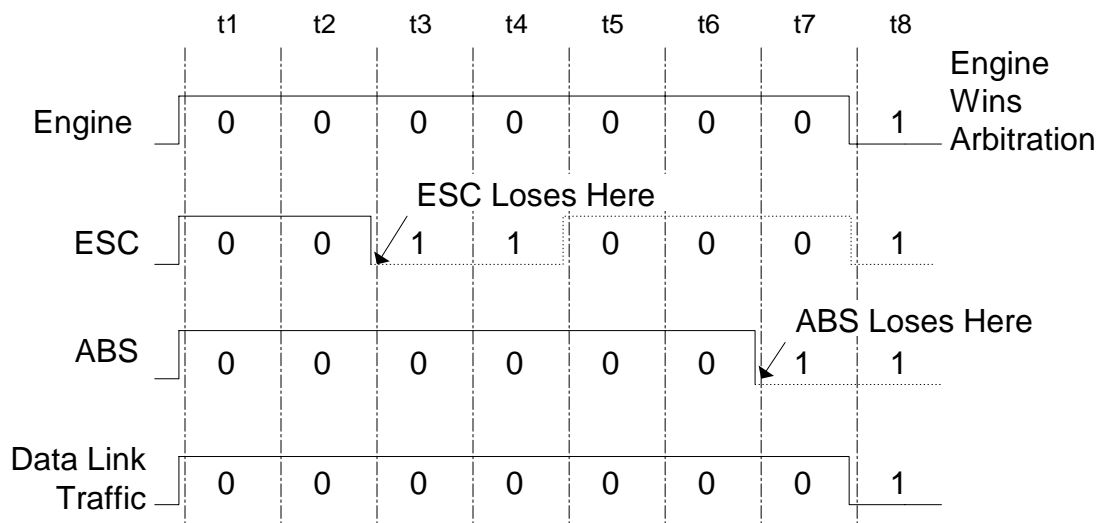 t1 t2 t3 t4 t5 t6 t7 t8
Engine
Wins
Arbitration
Engine 0 0 0 0 0 0 0 1
ESC Loses Here
ESC 0 0 1 1 0 0 0 1
ABS Loses Here
ABS 0 0 0 0 0 0 1 1
Data Link
Traffic
0 0 0 0 0 0 0 1